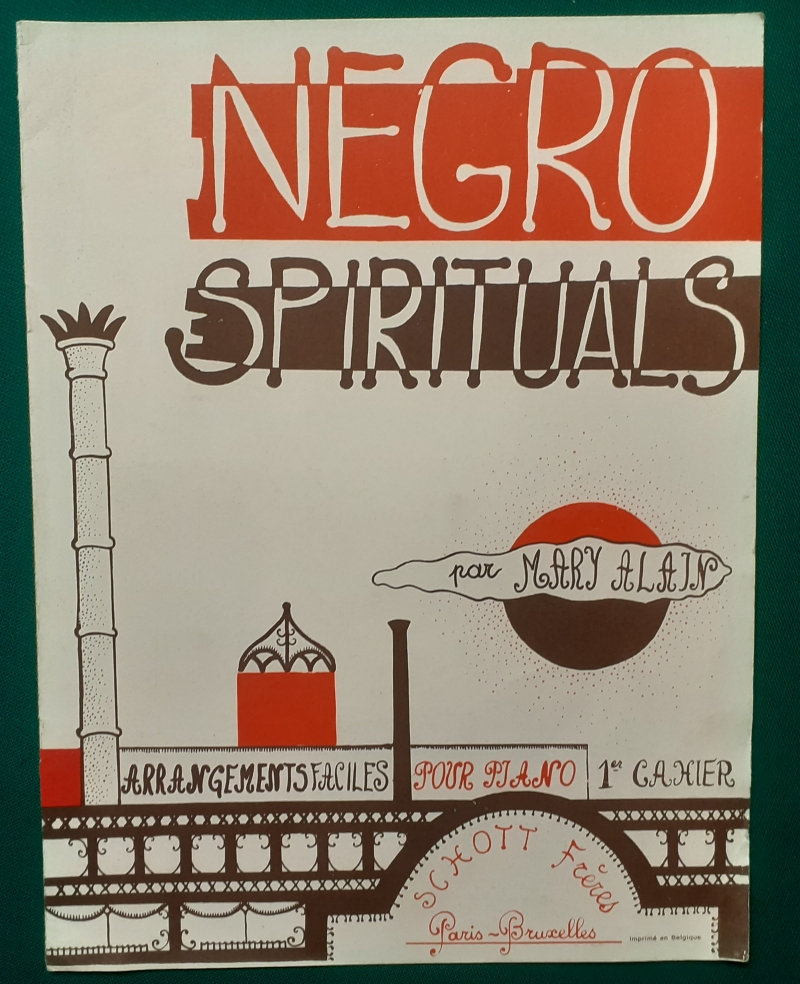 NEGRO
SPIRITUALS
par MARY ALAIN
ARRANGEMENTS FACILES POUR PIANO 1er CAHIER
SCHOTT Frères
Paris ~ Bruxelles
Imprimé en Belgique